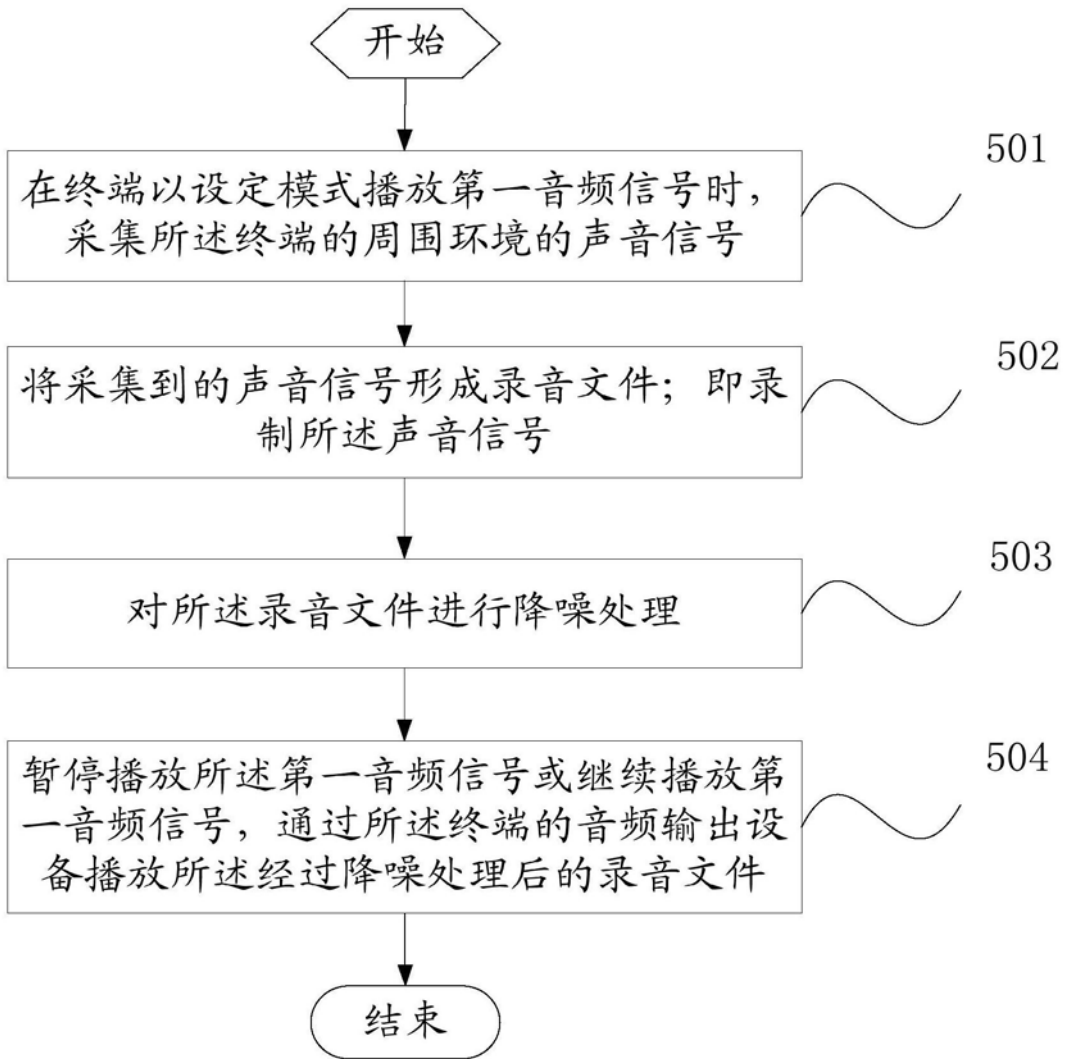 开始
501
在终端以设定模式播放第一音频信号时，
采集所述终端的周围环境的声音信号
502
将采集到的声音信号形成录音文件；即录
制所述声音信号
503
对所述录音文件进行降噪处理
504
暂停播放所述第一音频信号或继续播放第
一音频信号，通过所述终端的音频输出设
备播放所述经过降噪处理后的录音文件
结束